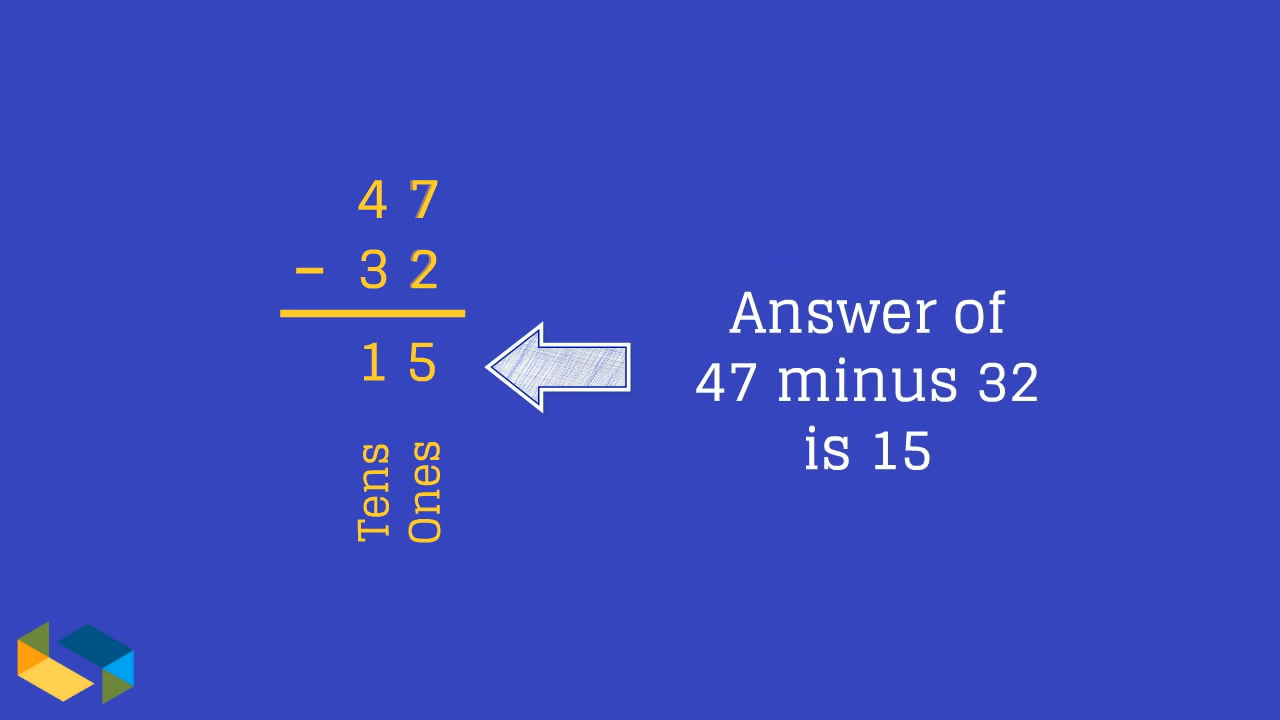 4 7
− 3 2
1 5
Tens
Ones
Answer of
47 minus 32
is 15